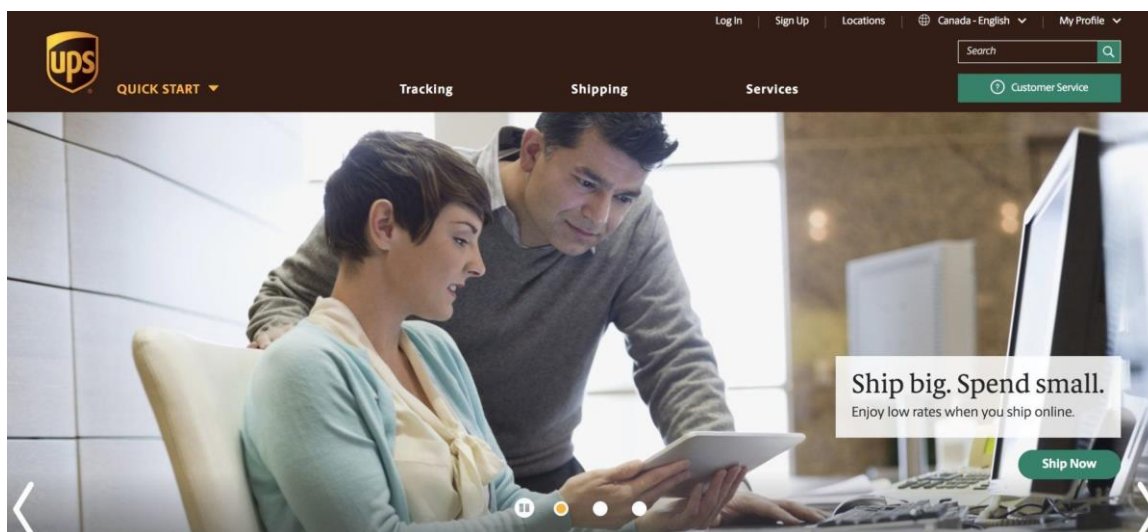 Log In
Sign Up
Locations
Canada - English
My Profile
Search
ups
QUICK START
Tracking
Shipping
Services
Customer Service
Ship big. Spend small.
Enjoy low rates when you ship online.
Ship Now